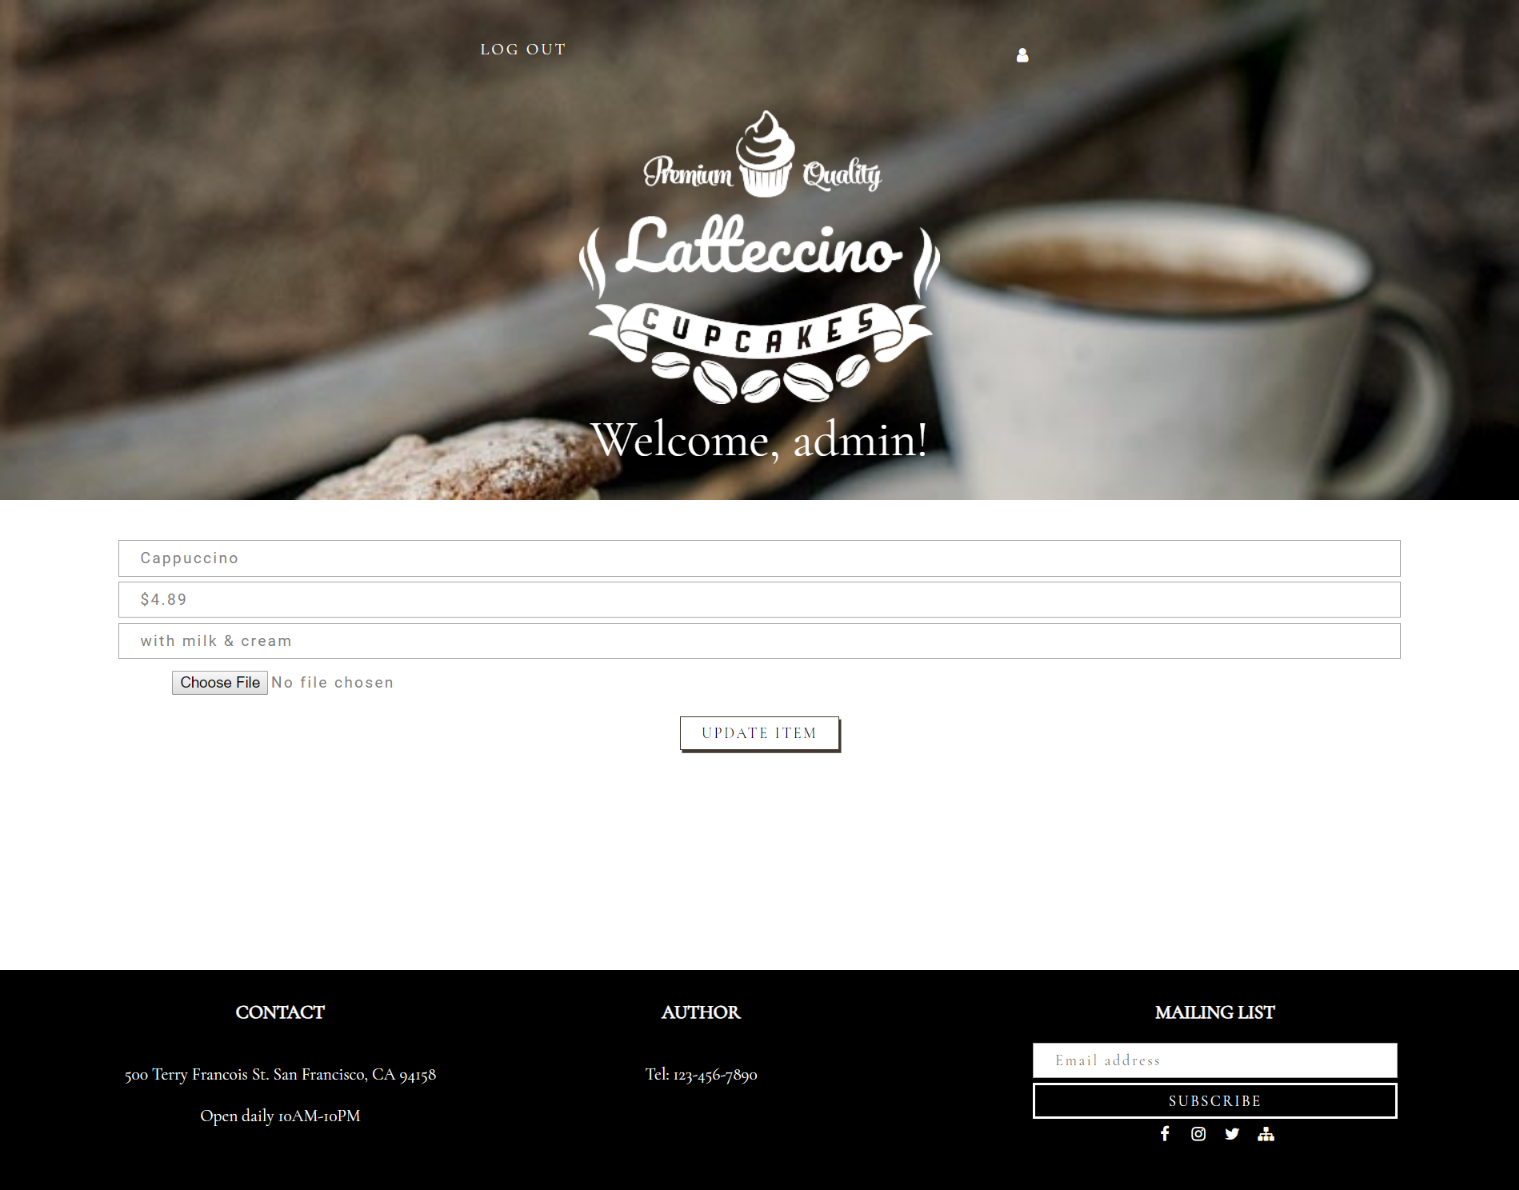 LOG OUT
Premium Quality
Latteccino
CUPCAKES
Welcome, admin!
Cappuccino
$4.89
with milk & cream
Choose File No file chosen
UPDATE ITEM
CONTACT
500 Terry Francois St. San Francisco, CA 94158
Open daily 10AM-10PM
AUTHOR
Tel: 123-456-7890
MAILING LIST
Email address
SUBSCRIBE